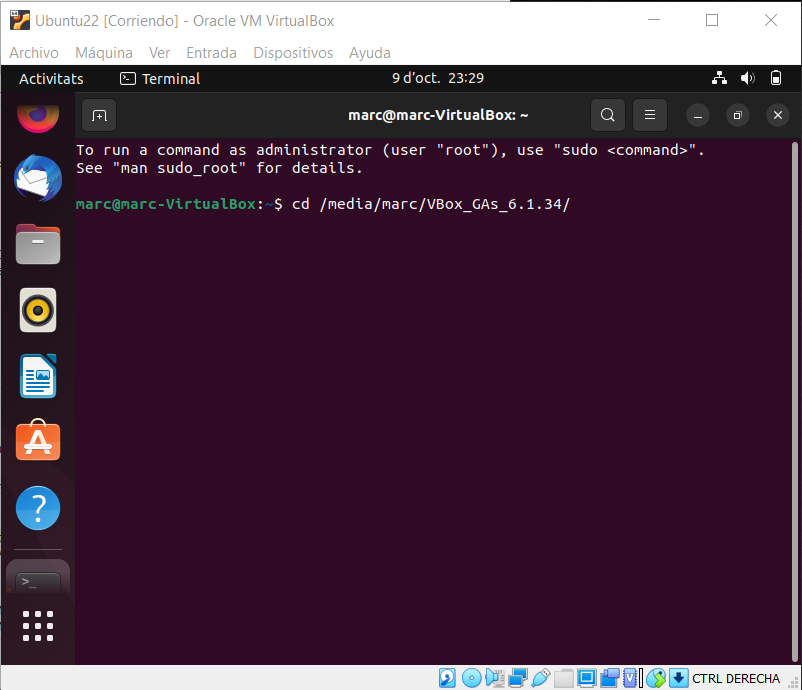 Ubuntu22 [Corriendo] - Oracle VM VirtualBox
Archivo Máquina Ver Entrada Dispositivos Ayuda
Activitats Terminal 9 d'oct. 23:29
marc@marc-VirtualBox: ~
To run a command as administrator (user "root"), use "sudo <command>".
See "man sudo_root" for details.
marc@marc-VirtualBox:~$ cd /media/marc/VBox_GAs_6.1.34/
CTRL DERECHA